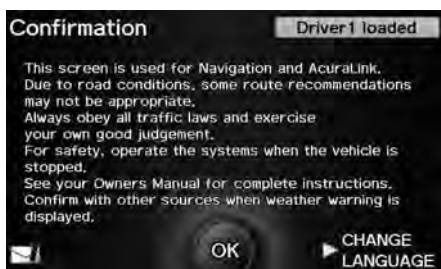 Confirmation
Driver1 loaded
This screen is used for Navigation and AcuraLink.
Due to road conditions, some route recommendations
may not be appropriate.
Always obey all traffic laws and exercise
your own good judgement.
For safety, operate the systems when the vehicle is
stopped.
See your Owners Manual for complete instructions.
Confirm with other sources when weather warning is
displayed.
OK
CHANGE
LANGUAGE